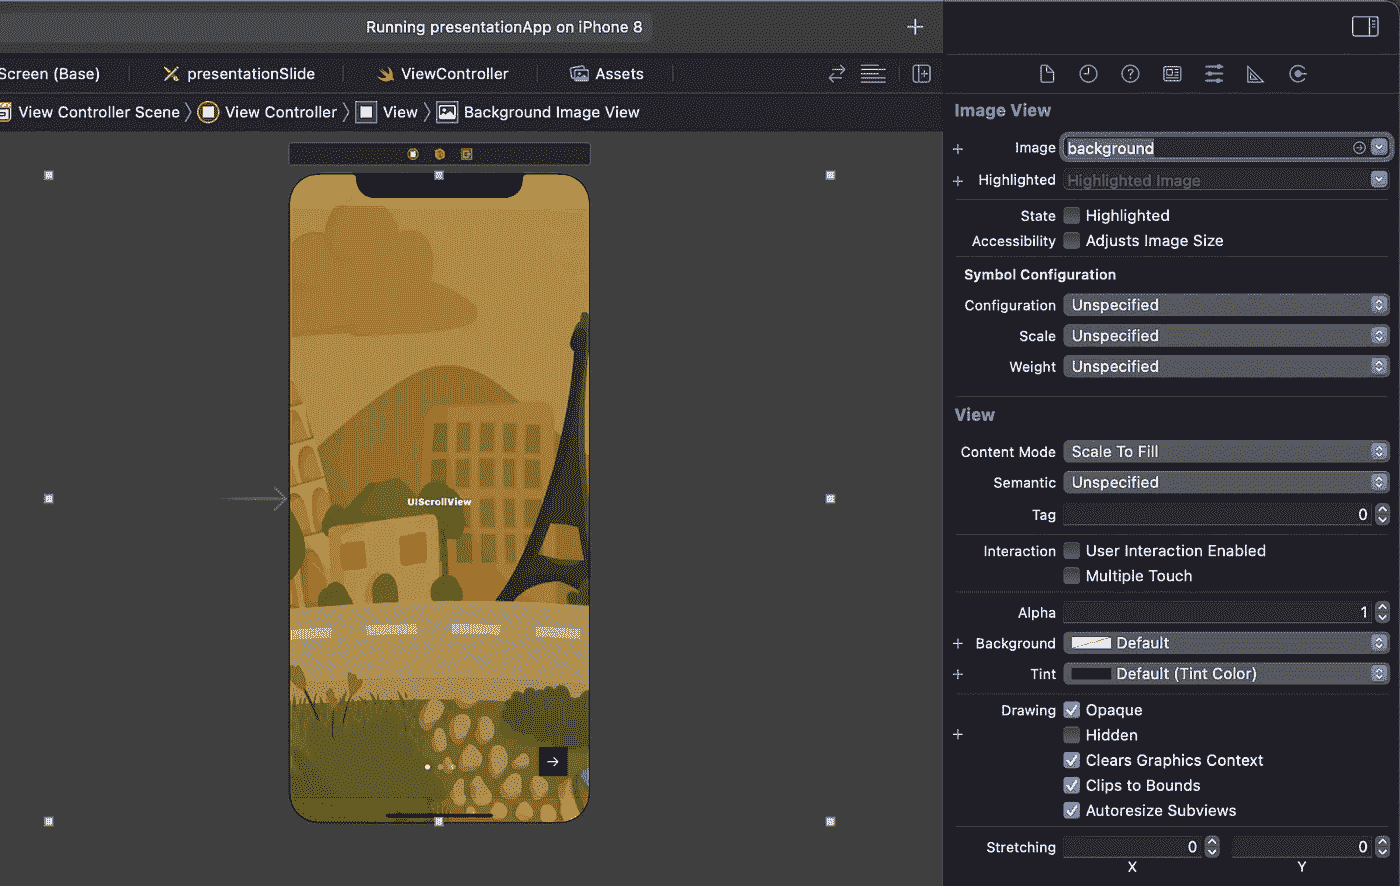 Running presentationApp on iPhone 8
Screen (Base)
presentationSlide
ViewController
Assets
View Controller Scene
View Controller
View
Background Image View
UIScrollView
Image View
Image background
Highlighted Highlighted Image
State Highlighted
Accessibility Adjusts Image Size
Symbol Configuration
Configuration Unspecified
Scale Unspecified
Weight Unspecified
View
Content Mode Scale To Fill
Semantic Unspecified
Tag 0
Interaction User Interaction Enabled
Multiple Touch
Alpha 1
Background Default
Tint Default (Tint Color)
Drawing Opaque
Hidden
Clears Graphics Context
Clips to Bounds
Autoresize Subviews
Stretching 0 0
X Y